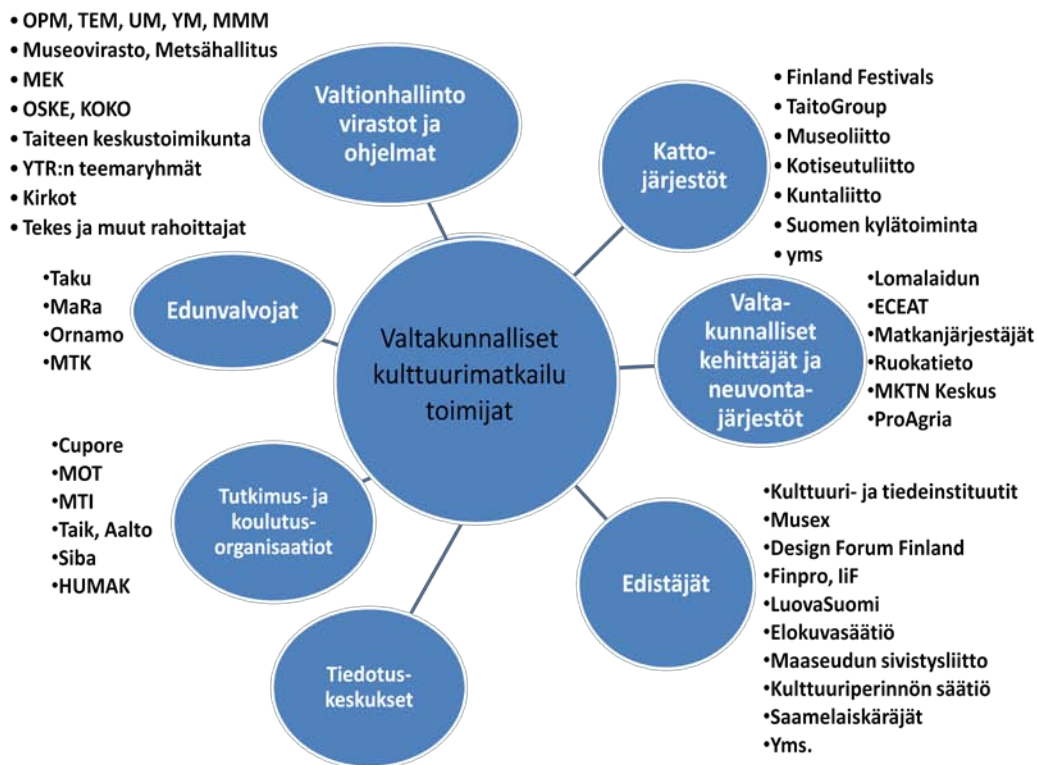 • OPM, TEM, UM, YM, MMM
• Museovirasto, Metsähallitus
• MEK
• OSKE, KOKO
• Taiteen keskustoimikunta
• YTR:n teemaryhmät
• Kirkot
• Tekes ja muut rahoittajat
Valtionhallinto
virastot ja
ohjelmat
Katto-
järjestöt
• Finland Festivals
• TaitoGroup
• Museoliitto
• Kotiseutuliitto
• Kuntaliitto
• Suomen kylätoiminta
• yms
•Taku
•MaRa
•Ornamo
•MTK
Edunvalvojat
Valtakunnalliset
kulttuurimatkailu
toimijat
Valta-
kunnalliset
kehittäjät ja
neuvonta-
järjestöt
•Lomalaidun
•ECEAT
•Matkanjärjestäjät
•Ruokatieto
•MKTN Keskus
•ProAgria
•Cupore
•MOT
•MTI
•Taik, Aalto
•Siba
•HUMAK
Tutkimus- ja
koulutus-
organisaatiot
Edistäjät
•Kulttuuri- ja tiedeinstituutit
•Musex
•Design Forum Finland
•Finpro, IiF
•LuovaSuomi
•Elokuvasäätiö
•Maaseudun sivistysliitto
•Kulttuuriperinnön säätiö
•Saamelaiskäräjät
•Yms.
Tiedotus-
keskukset